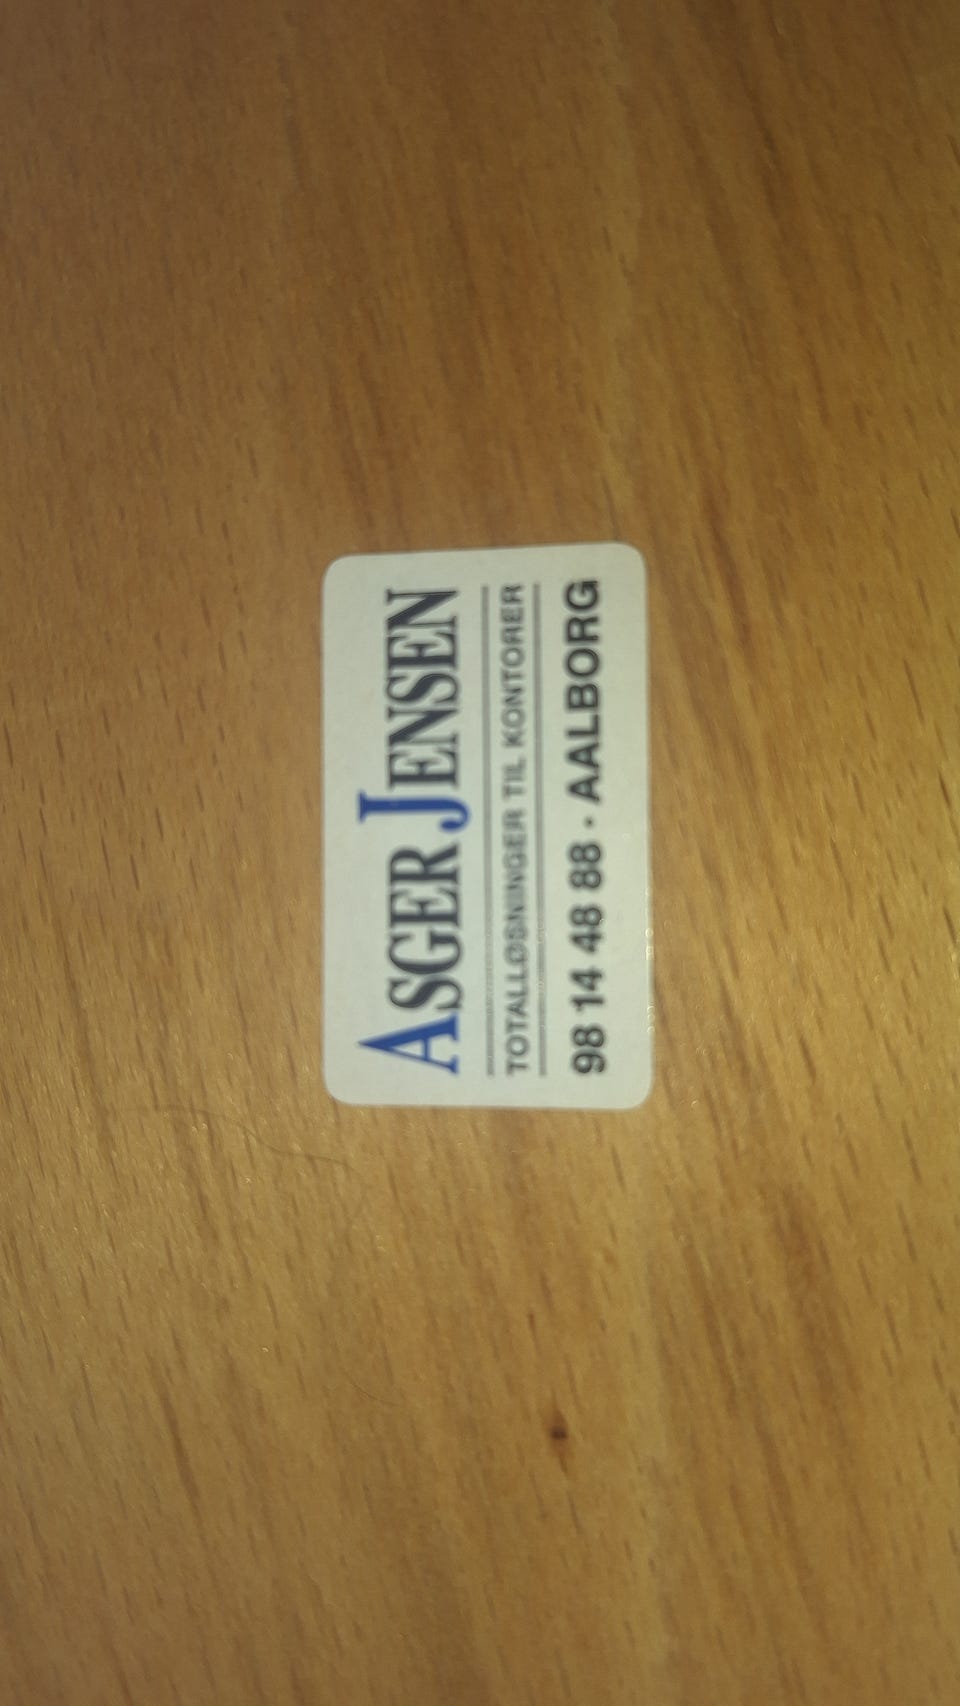 ASGER JENSEN
TOTALLØSNINGER TIL KONTORER
98 14 48 88 · AALBORG